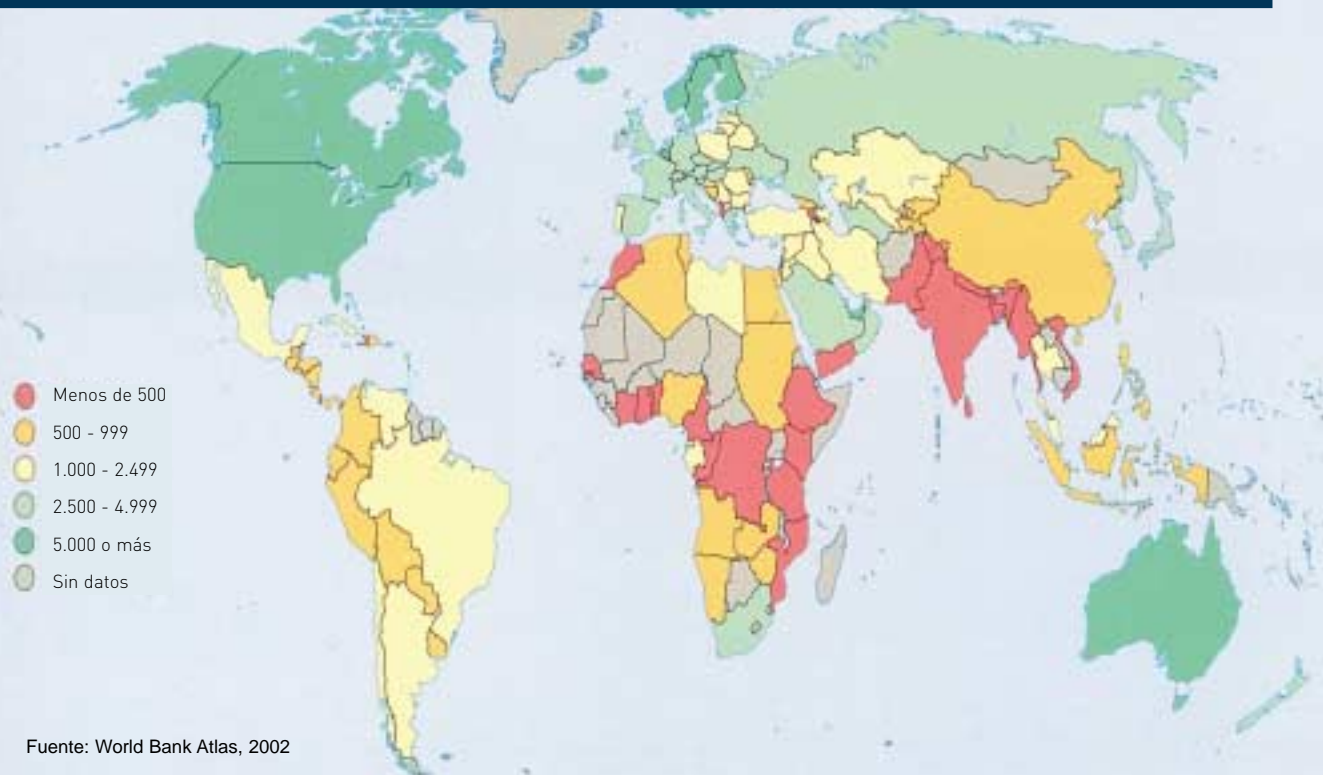 Menos de 500
500 - 999
1.000 - 2.499
2.500 - 4.999
5.000 o más
Sin datos
Fuente: World Bank Atlas, 2002